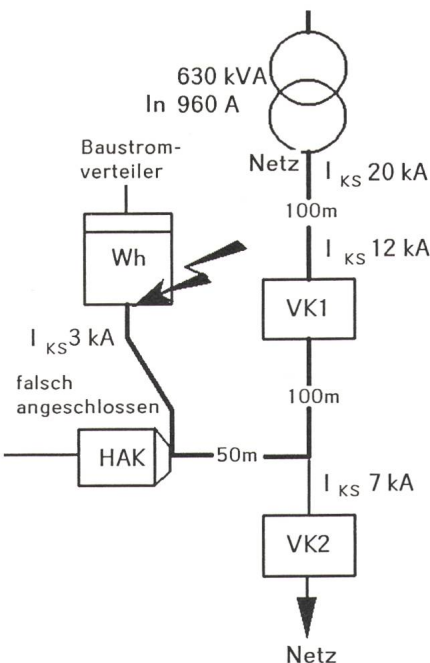 630 kVA
In 960 A
Baustrom-
verteiler
Netz
I KS 20 kA
100m
I KS 12 kA
Wh
VK1
I KS 3 kA
falsch
angeschlossen
100m
HAK
50m
I KS 7 kA
VK2
Netz